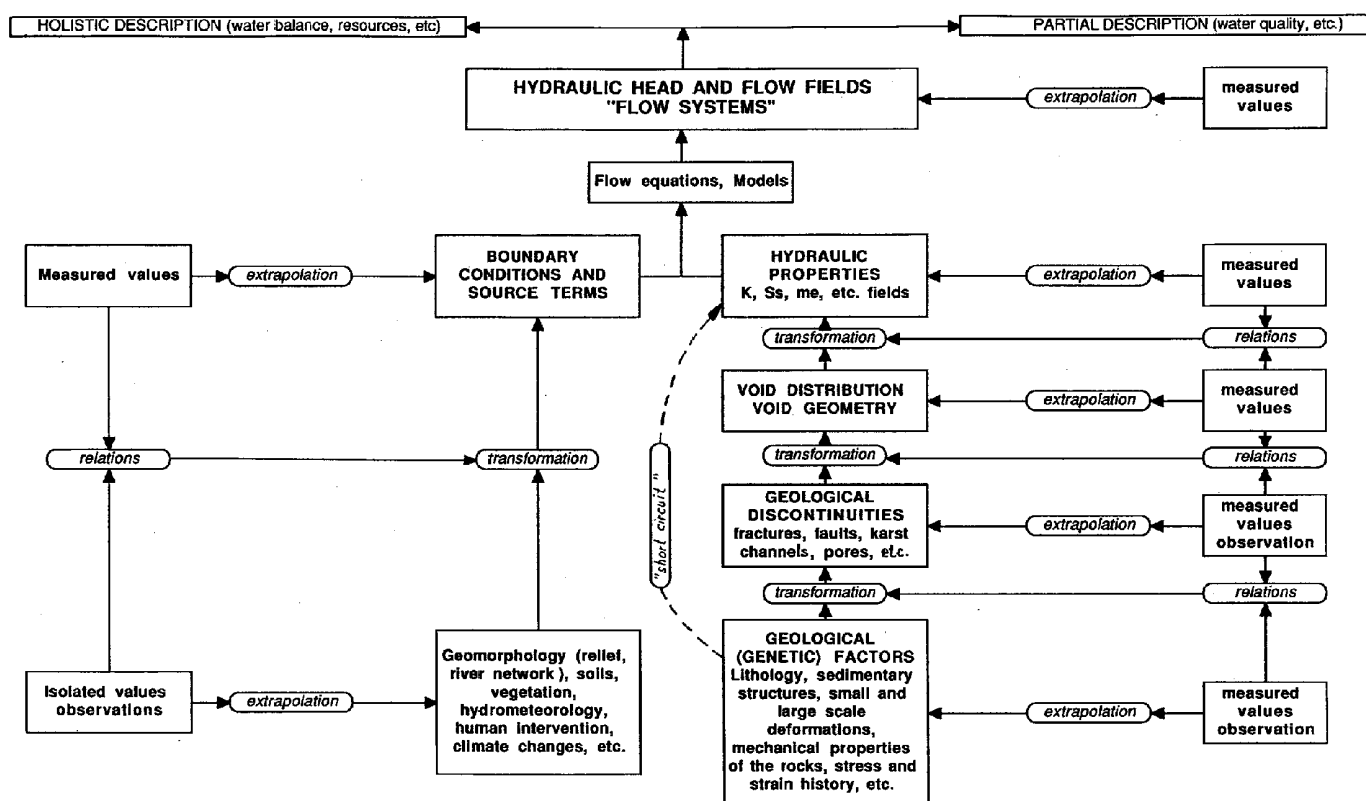 HOLISTIC DESCRIPTION (water balance, resources, etc)
PARTIAL DESCRIPTION (water quality, etc.)
HYDRAULIC HEAD AND FLOW FIELDS
"FLOW SYSTEMS"
extrapolation
measured
values
Flow equations, Models
Measured values
extrapolation
BOUNDARY
CONDITIONS AND
SOURCE TERMS
HYDRAULIC
PROPERTIES
K, Ss, me, etc. fields
extrapolation
measured
values
transformation
relations
VOID DISTRIBUTION
VOID GEOMETRY
extrapolation
measured
values
relations
transformation
"short circuit"
transformation
relations
GEOLOGICAL
DISCONTINUITIES
fractures, faults, karst
channels, pores, etc.
extrapolation
measured
values
observation
transformation
relations
Isolated values
observations
extrapolation
Geomorphology (relief,
river network), soils,
vegetation,
hydrometeorology,
human intervention,
climate changes, etc.
GEOLOGICAL
(GENETIC) FACTORS
Lithology, sedimentary
structures, small and
large scale
deformations,
mechanical properties
of the rocks, stress and
strain history, etc.
extrapolation
measured
values
observation